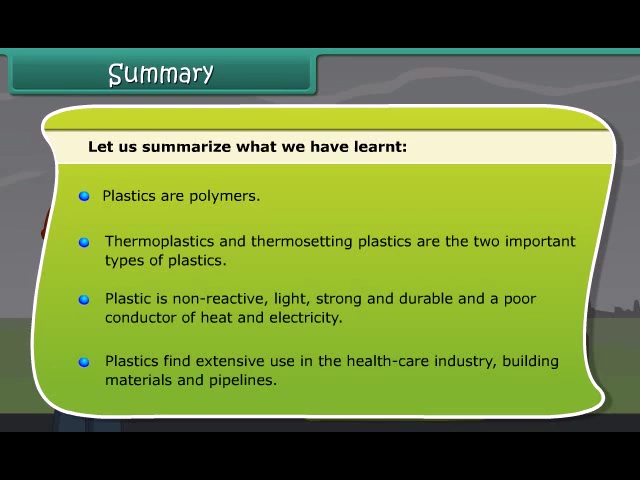 Summary
Let us summarize what we have learnt:
Plastics are polymers.
Thermoplastics and thermosetting plastics are the two important
types of plastics.
Plastic is non-reactive, light, strong and durable and a poor
conductor of heat and electricity.
Plastics find extensive use in the health-care industry, building
materials and pipelines.